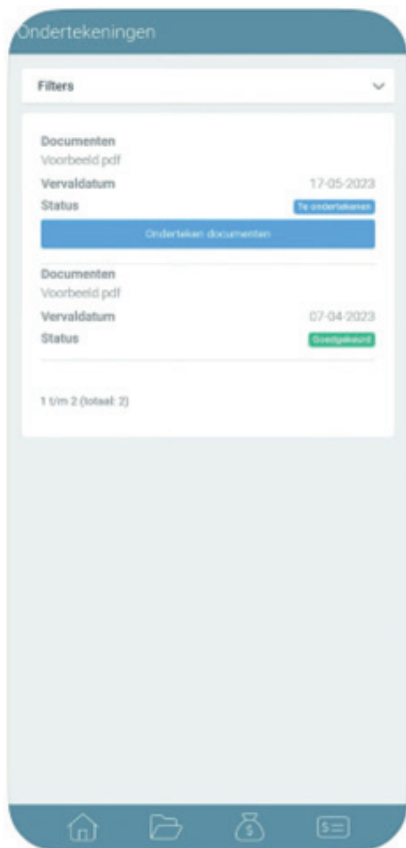 Ondertekeningen
Filters
Documenten
Voorbeeld.pdf
Vervaldatum 17-05-2023
Status Te ondertekenen
Onderteken documenten
Documenten
Voorbeeld.pdf
Vervaldatum 07-04-2023
Status Goedgekeurd
1 t/m 2 (totaal: 2)